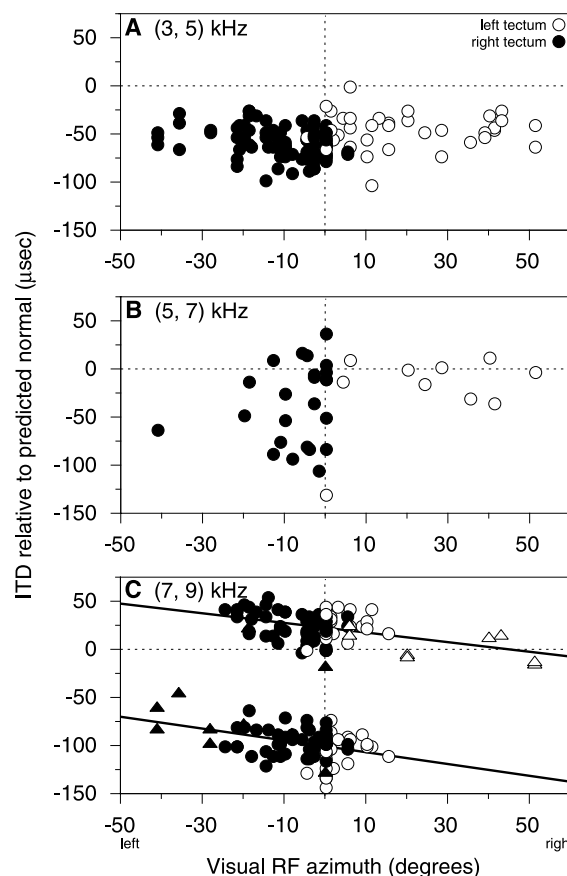 A (3, 5) kHz
left tectum
right tectum
50
0
-50
-100
-150
-50 -30 -10 10 30 50
B (5, 7) kHz
50
0
-50
-100
-150
-50 -30 -10 10 30 50
C (7, 9) kHz
50
0
-50
-100
-150
-50 -30 -10 10 30 50
left righ
Visual RF azimuth (degrees)
ITD relative to predicted normal (μsec)